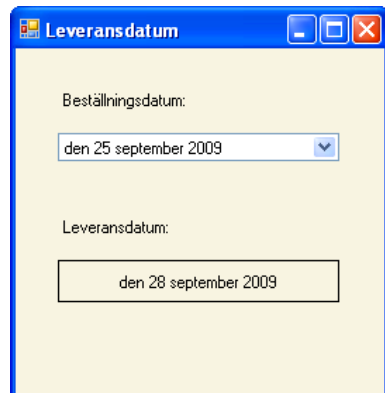 Leveransdatum
Beställningsdatum:
den 25 september 2009
Leveransdatum:
den 28 september 2009